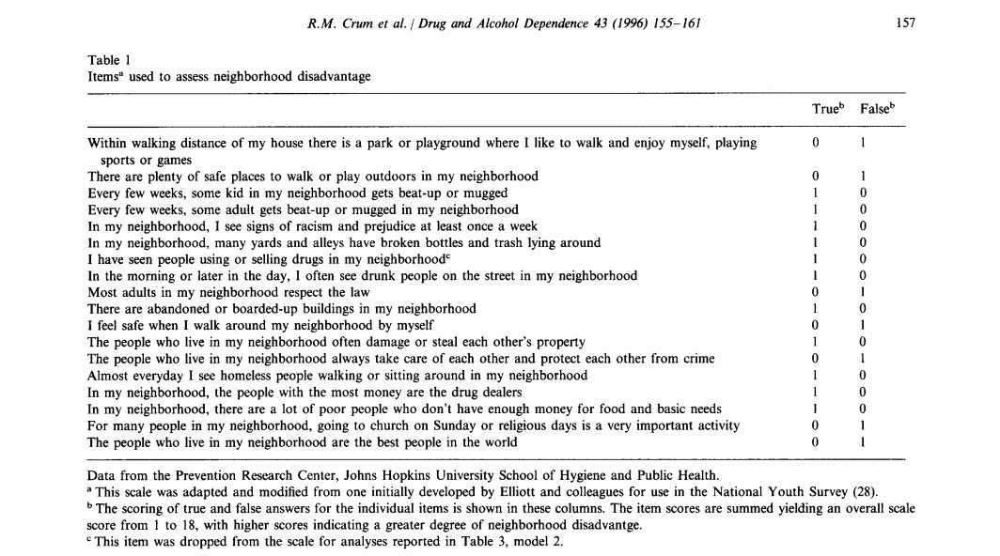 R.M. Crum et al. / Drug and Alcohol Dependence 43 (1996) 155–161 157
Table 1
Itemsᵃ used to assess neighborhood disadvantage
Trueᵇ Falseᵇ
Within walking distance of my house there is a park or playground where I like to walk and enjoy myself, playing 0 1
sports or games
There are plenty of safe places to walk or play outdoors in my neighborhood 0 1
Every few weeks, some kid in my neighborhood gets beat-up or mugged 1 0
Every few weeks, some adult gets beat-up or mugged in my neighborhood 1 0
In my neighborhood, I see signs of racism and prejudice at least once a week 1 0
In my neighborhood, many yards and alleys have broken bottles and trash lying around 1 0
I have seen people using or selling drugs in my neighborhoodᶜ 1 0
In the morning or later in the day, I often see drunk people on the street in my neighborhood 1 0
Most adults in my neighborhood respect the law 0 1
There are abandoned or boarded-up buildings in my neighborhood 1 0
I feel safe when I walk around my neighborhood by myself 0 1
The people who live in my neighborhood often damage or steal each other's property 1 0
The people who live in my neighborhood always take care of each other and protect each other from crime 0 1
Almost everyday I see homeless people walking or sitting around in my neighborhood 1 0
In my neighborhood, the people with the most money are the drug dealers 1 0
In my neighborhood, there are a lot of poor people who don't have enough money for food and basic needs 1 0
For many people in my neighborhood, going to church on Sunday or religious days is a very important activity 0 1
The people who live in my neighborhood are the best people in the world 0 1
Data from the Prevention Research Center, Johns Hopkins University School of Hygiene and Public Health.
ᵃ This scale was adapted and modified from one initially developed by Elliott and colleagues for use in the National Youth Survey (28).
ᵇ The scoring of true and false answers for the individual items is shown in these columns. The item scores are summed yielding an overall scale
score from 1 to 18, with higher scores indicating a greater degree of neighborhood disadvantge.
ᶜ This item was dropped from the scale for analyses reported in Table 3, model 2.